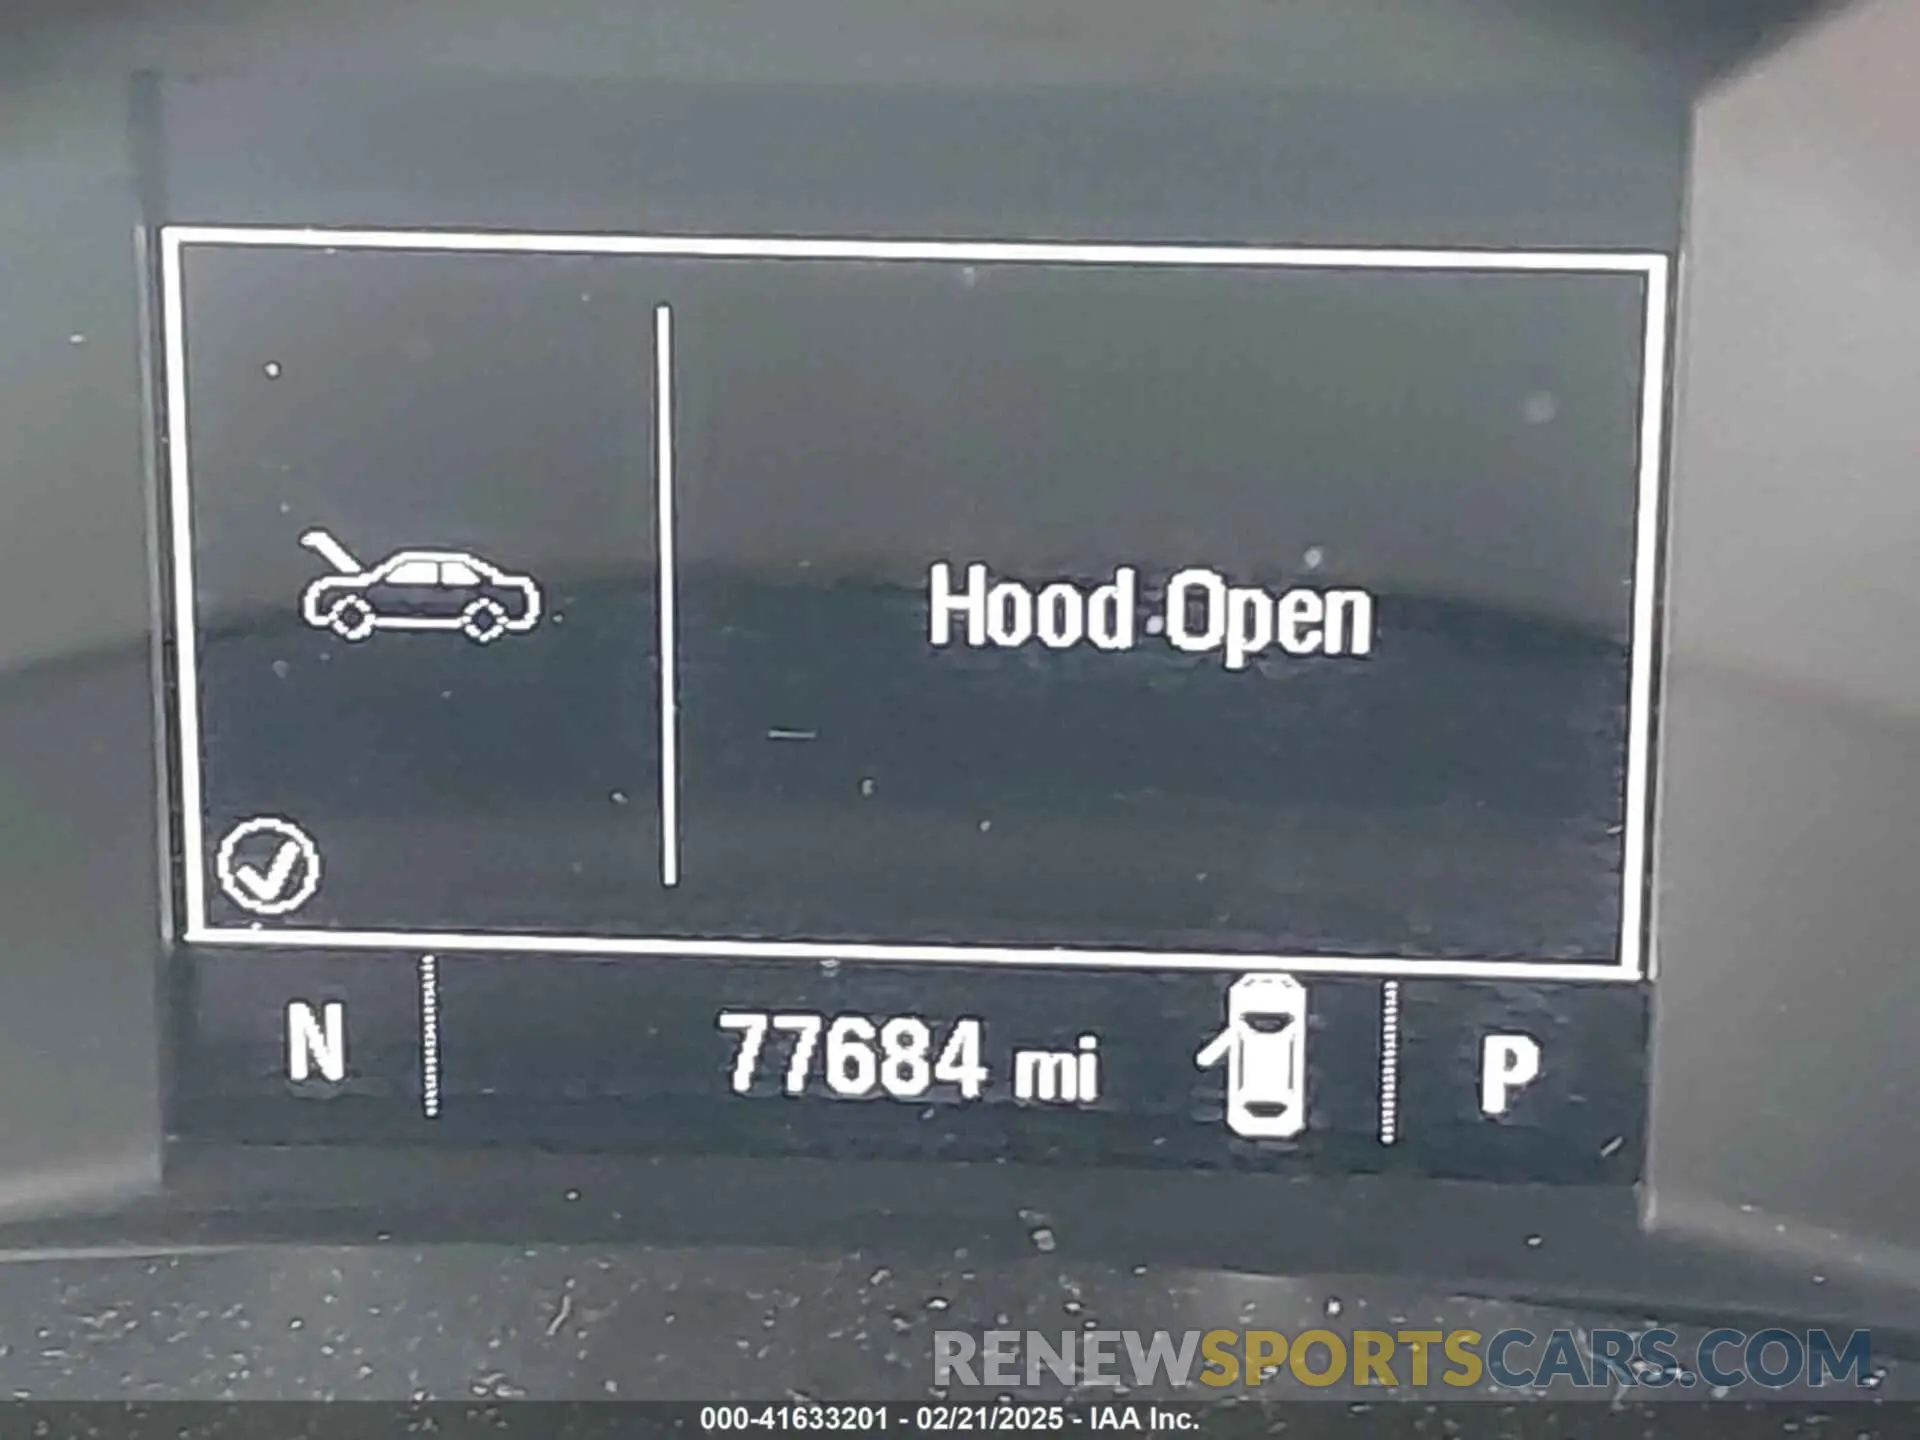 Hood Open
N 77684 mi P
RENEWSPORTSCARS.COM
000-41633201 - 02/21/2025 - IAA Inc.